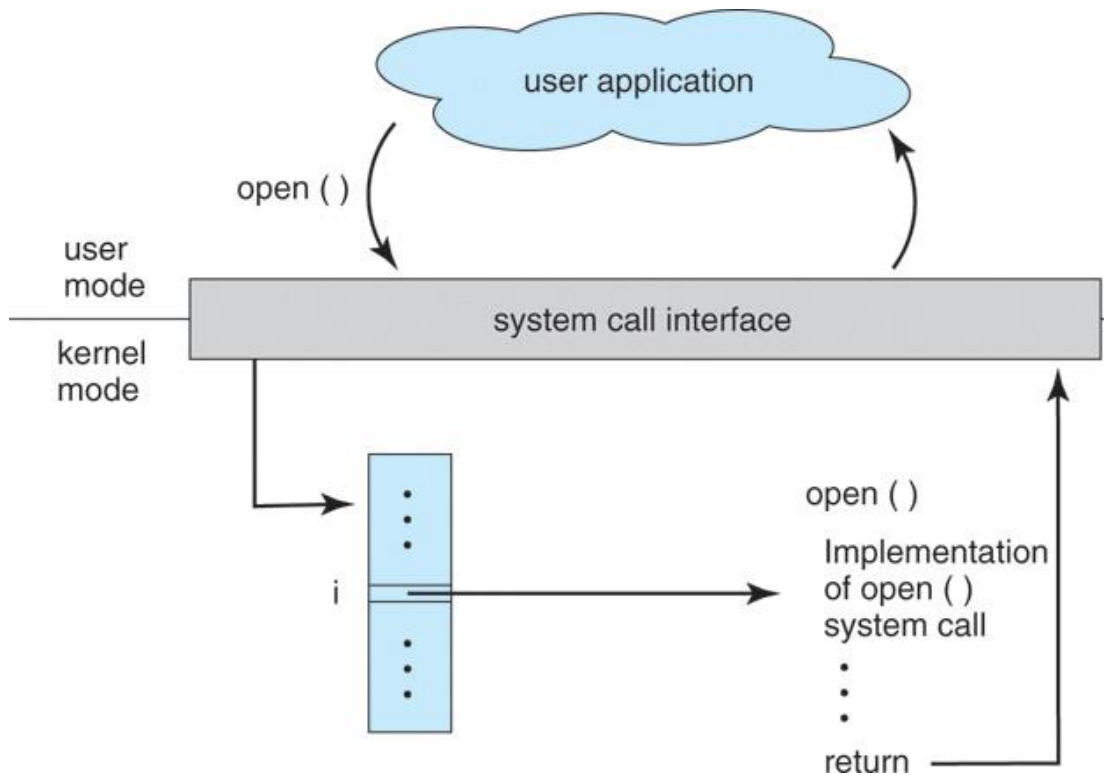 user application
open ( )
user
mode
system call interface
kernel
mode
open ( )
Implementation
of open ( )
system call
i
return